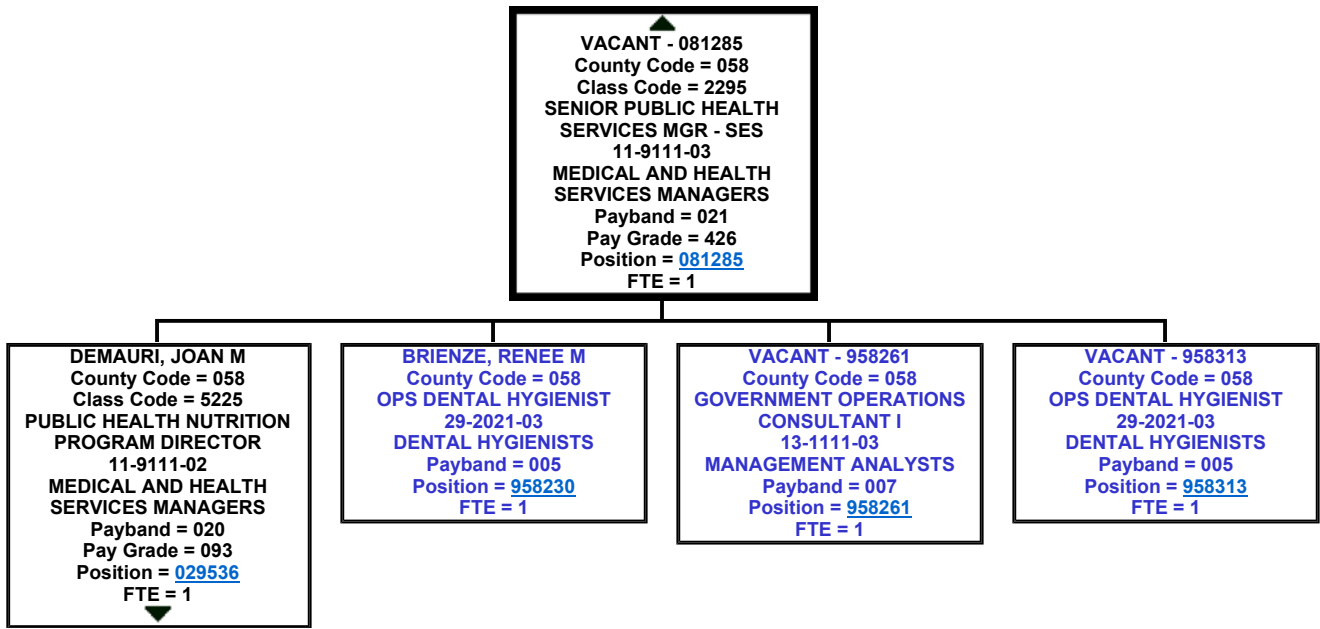 VACANT - 081285
County Code = 058
Class Code = 2295
SENIOR PUBLIC HEALTH
SERVICES MGR - SES
11-9111-03
MEDICAL AND HEALTH
SERVICES MANAGERS
Payband = 021
Pay Grade = 426
Position = 081285
FTE = 1
DEMAURI, JOAN M
County Code = 058
Class Code = 5225
PUBLIC HEALTH NUTRITION
PROGRAM DIRECTOR
11-9111-02
MEDICAL AND HEALTH
SERVICES MANAGERS
Payband = 020
Pay Grade = 093
Position = 029536
FTE = 1
BRIENZE, RENEE M
County Code = 058
OPS DENTAL HYGIENIST
29-2021-03
DENTAL HYGIENISTS
Payband = 005
Position = 958230
FTE = 1
VACANT - 958261
County Code = 058
GOVERNMENT OPERATIONS
CONSULTANT I
13-1111-03
MANAGEMENT ANALYSTS
Payband = 007
Position = 958261
FTE = 1
VACANT - 958313
County Code = 058
OPS DENTAL HYGIENIST
29-2021-03
DENTAL HYGIENISTS
Payband = 005
Position = 958313
FTE = 1